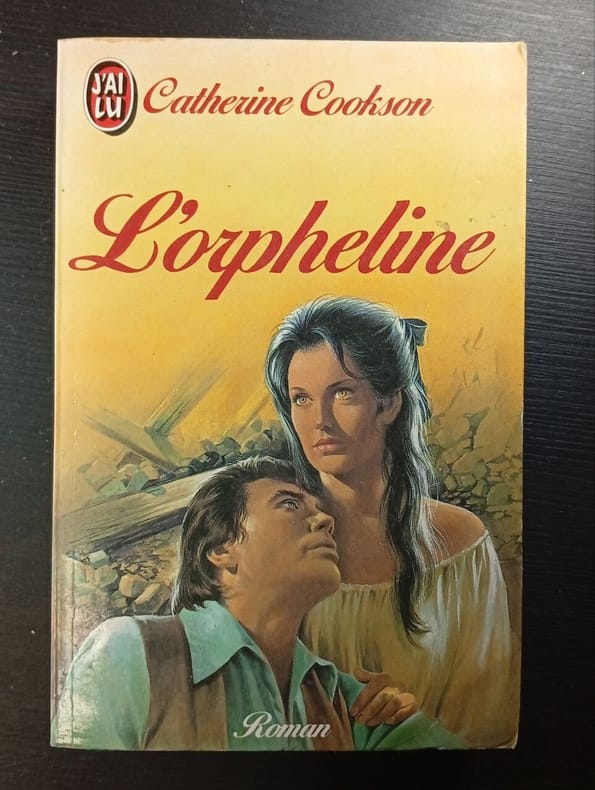 J'AI
LU
Catherine Cookson
L'orpheline
Roman